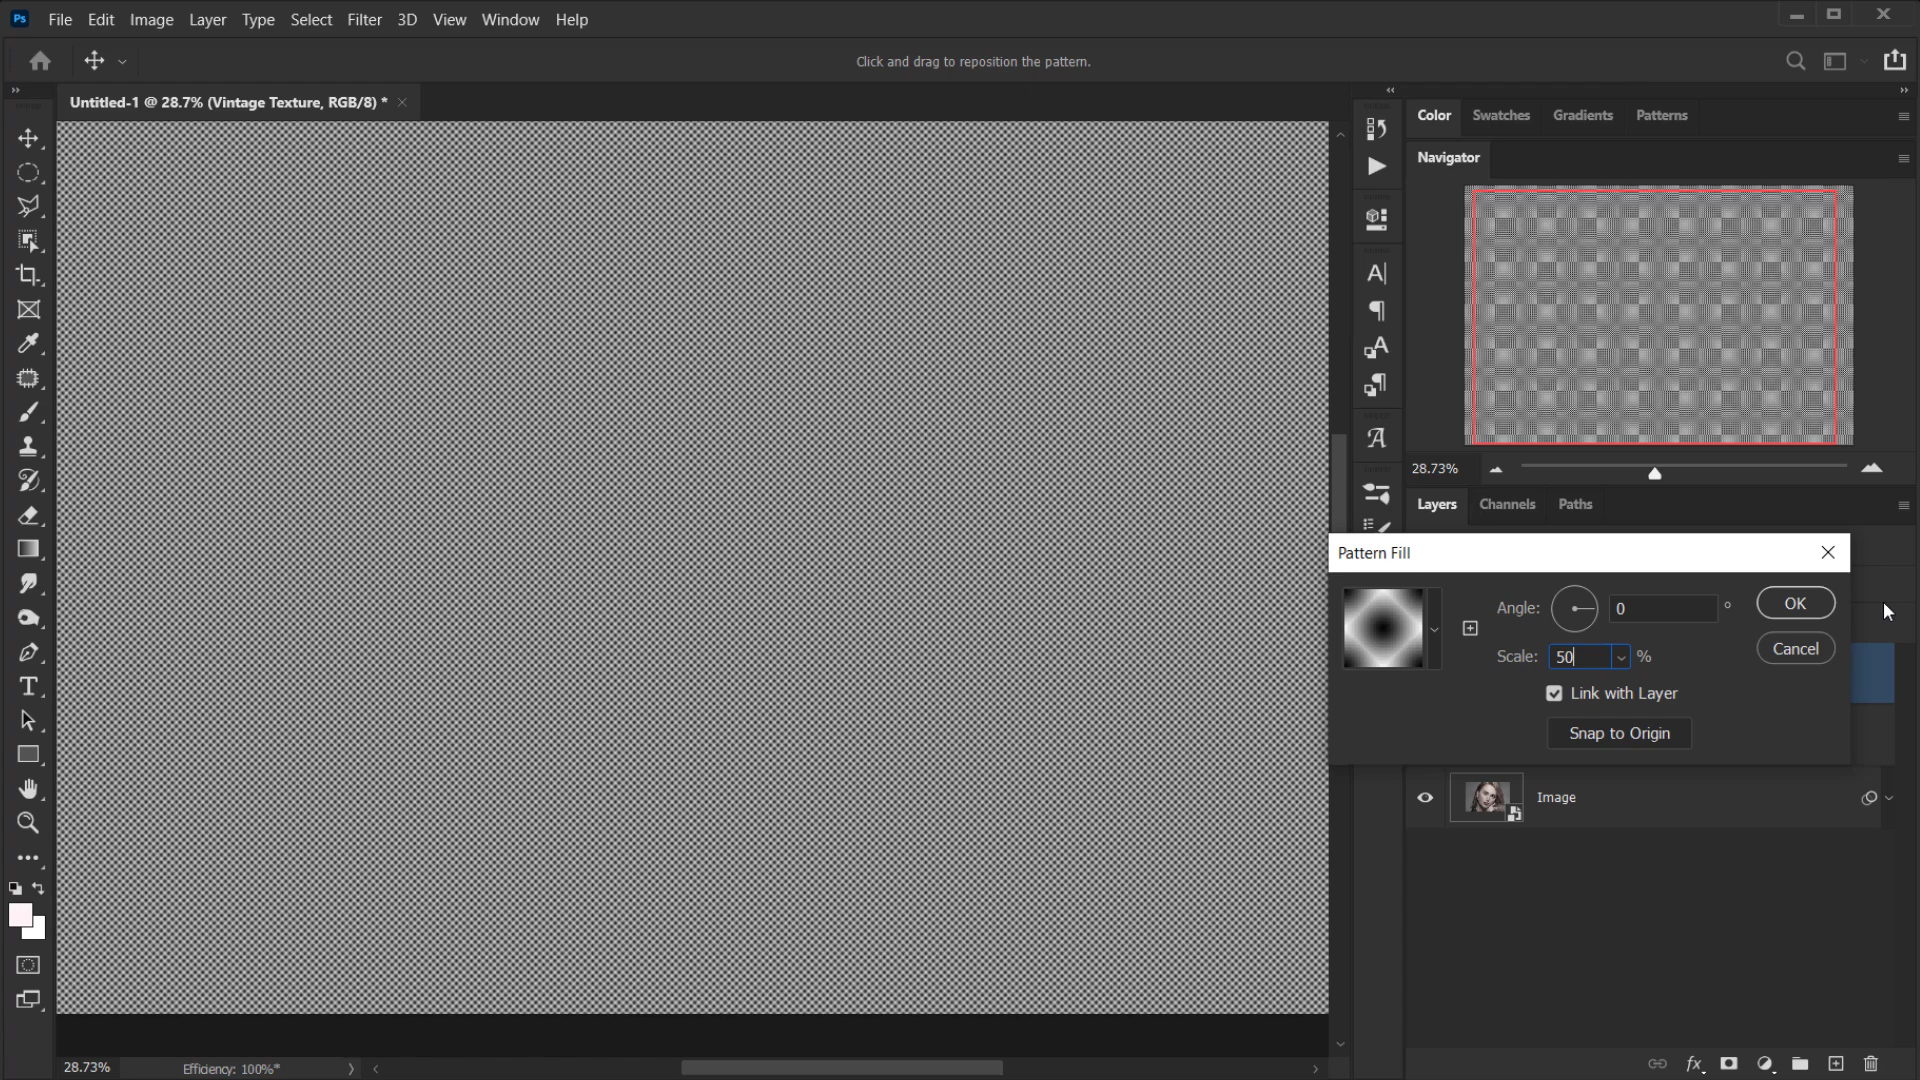 Ps File Edit Image Layer Type Select Filter 3D View Window Help
Click and drag to reposition the pattern.
Untitled-1 @ 28.7% (Vintage Texture, RGB/8) *
Color Swatches Gradients Patterns
Navigator
28.73%
Layers Channels Paths
Pattern Fill
Angle: 0 °
OK
Scale: 50 %
Cancel
Link with Layer
Snap to Origin
Image
28.73% Efficiency: 100%*